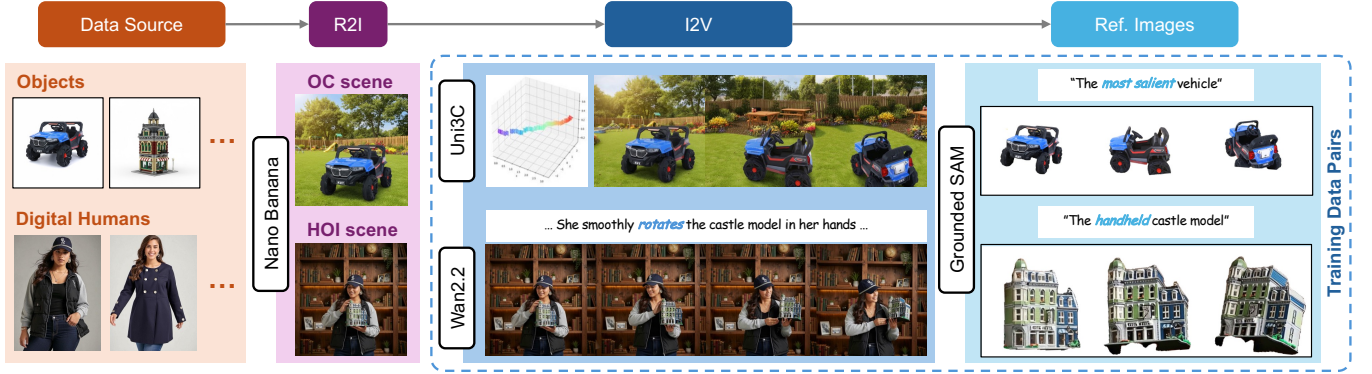 Data Source
R2I
I2V
Ref. Images
Objects
...
Digital Humans
...
Nano Banana
OC scene
HOI scene
Uni3C
Wan2.2
... She smoothly rotates the castle model in her hands ...
Grounded SAM
“The most salient vehicle”
“The handheld castle model”
Training Data Pairs